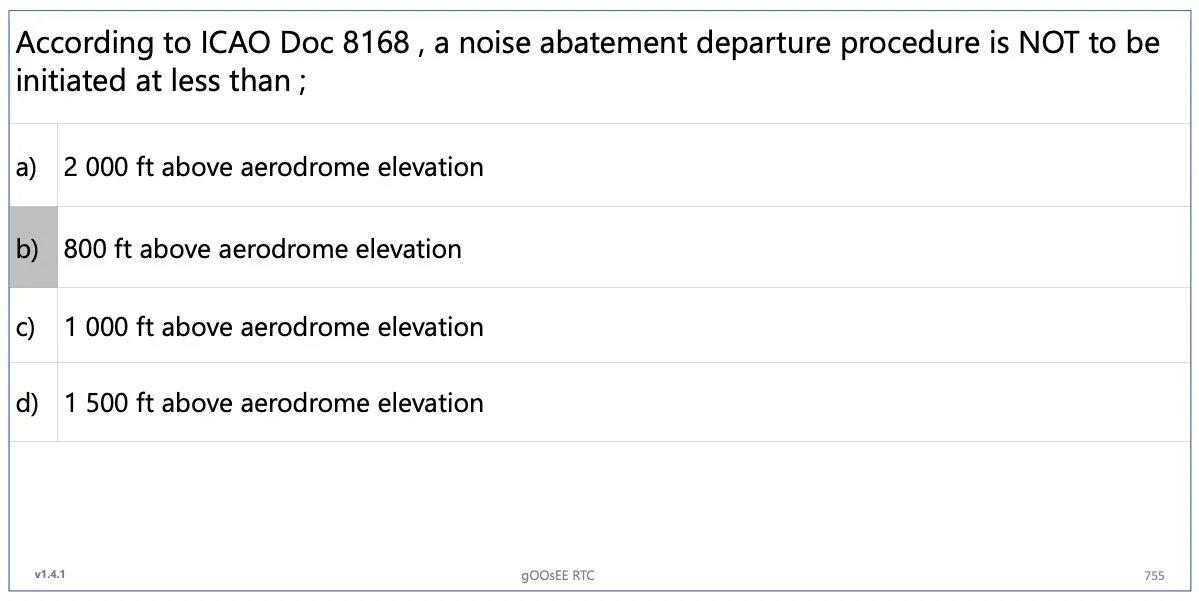 According to ICAO Doc 8168 , a noise abatement departure procedure is NOT to be
initiated at less than ;
a) 2 000 ft above aerodrome elevation
b) 800 ft above aerodrome elevation
c) 1 000 ft above aerodrome elevation
d) 1 500 ft above aerodrome elevation
v1.4.1 gOOsEE RTC 755